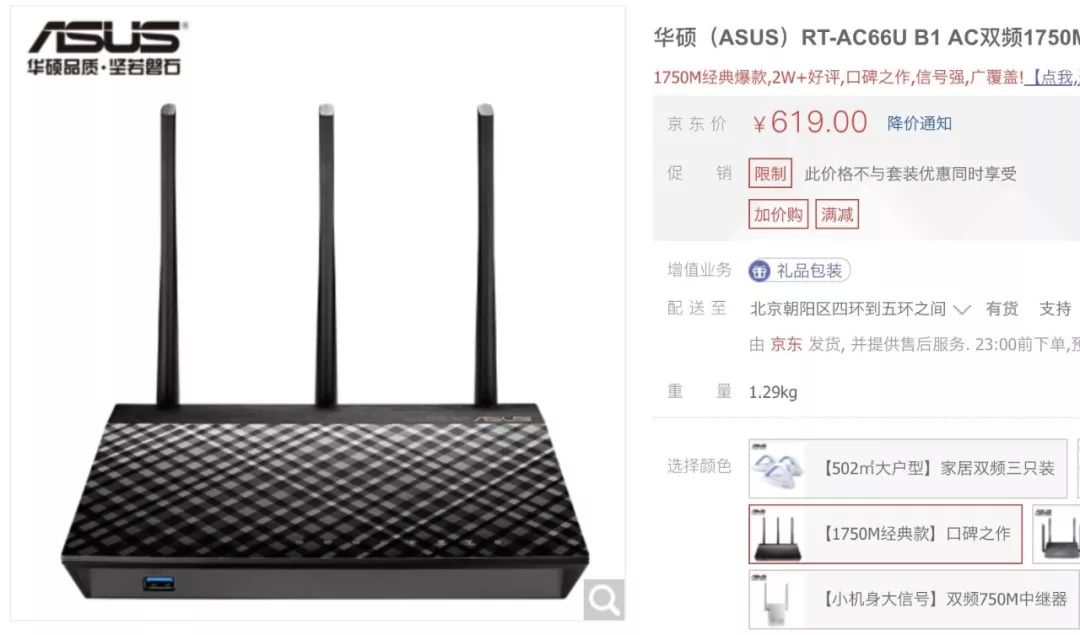 ASUS
华硕品质·坚若磐石
ASUS
华硕（ASUS）RT-AC66U B1 AC双频1750M
1750M经典爆款,2W+好评,口碑之作,信号强,广覆盖!【点我,
京东价 ￥619.00 降价通知
促销 限制 此价格不与套装优惠同时享受
加价购 满减
增值业务 礼品包装
配送至 北京朝阳区四环到五环之间 有货 支持
由 京东 发货, 并提供售后服务. 23:00前下单,预
重量 1.29kg
选择颜色 【502㎡大户型】家居双频三只装
【1750M经典款】口碑之作
【小机身大信号】双频750M中继器